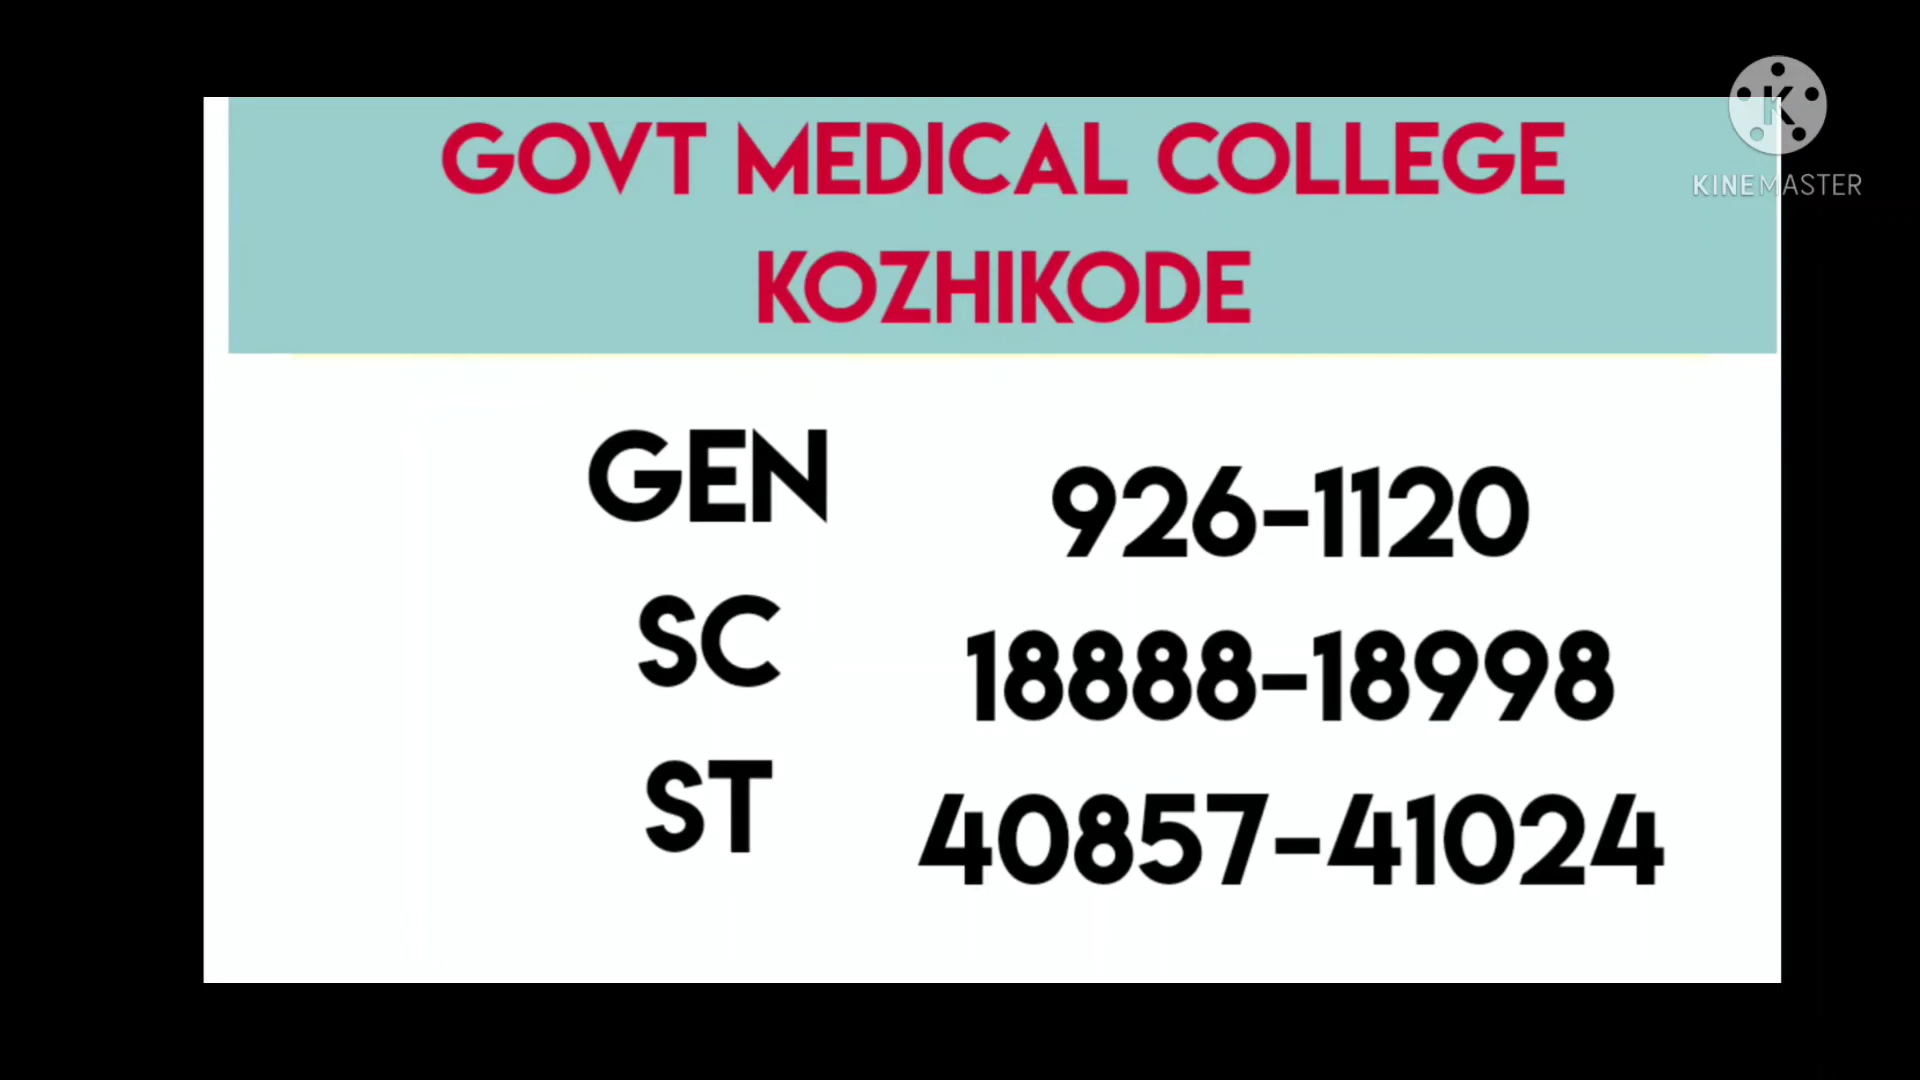 GOVT MEDICAL COLLEGE
KOZHIKODE
K
KINEMASTER
GEN 926-1120
SC 18888-18998
ST 40857-41024